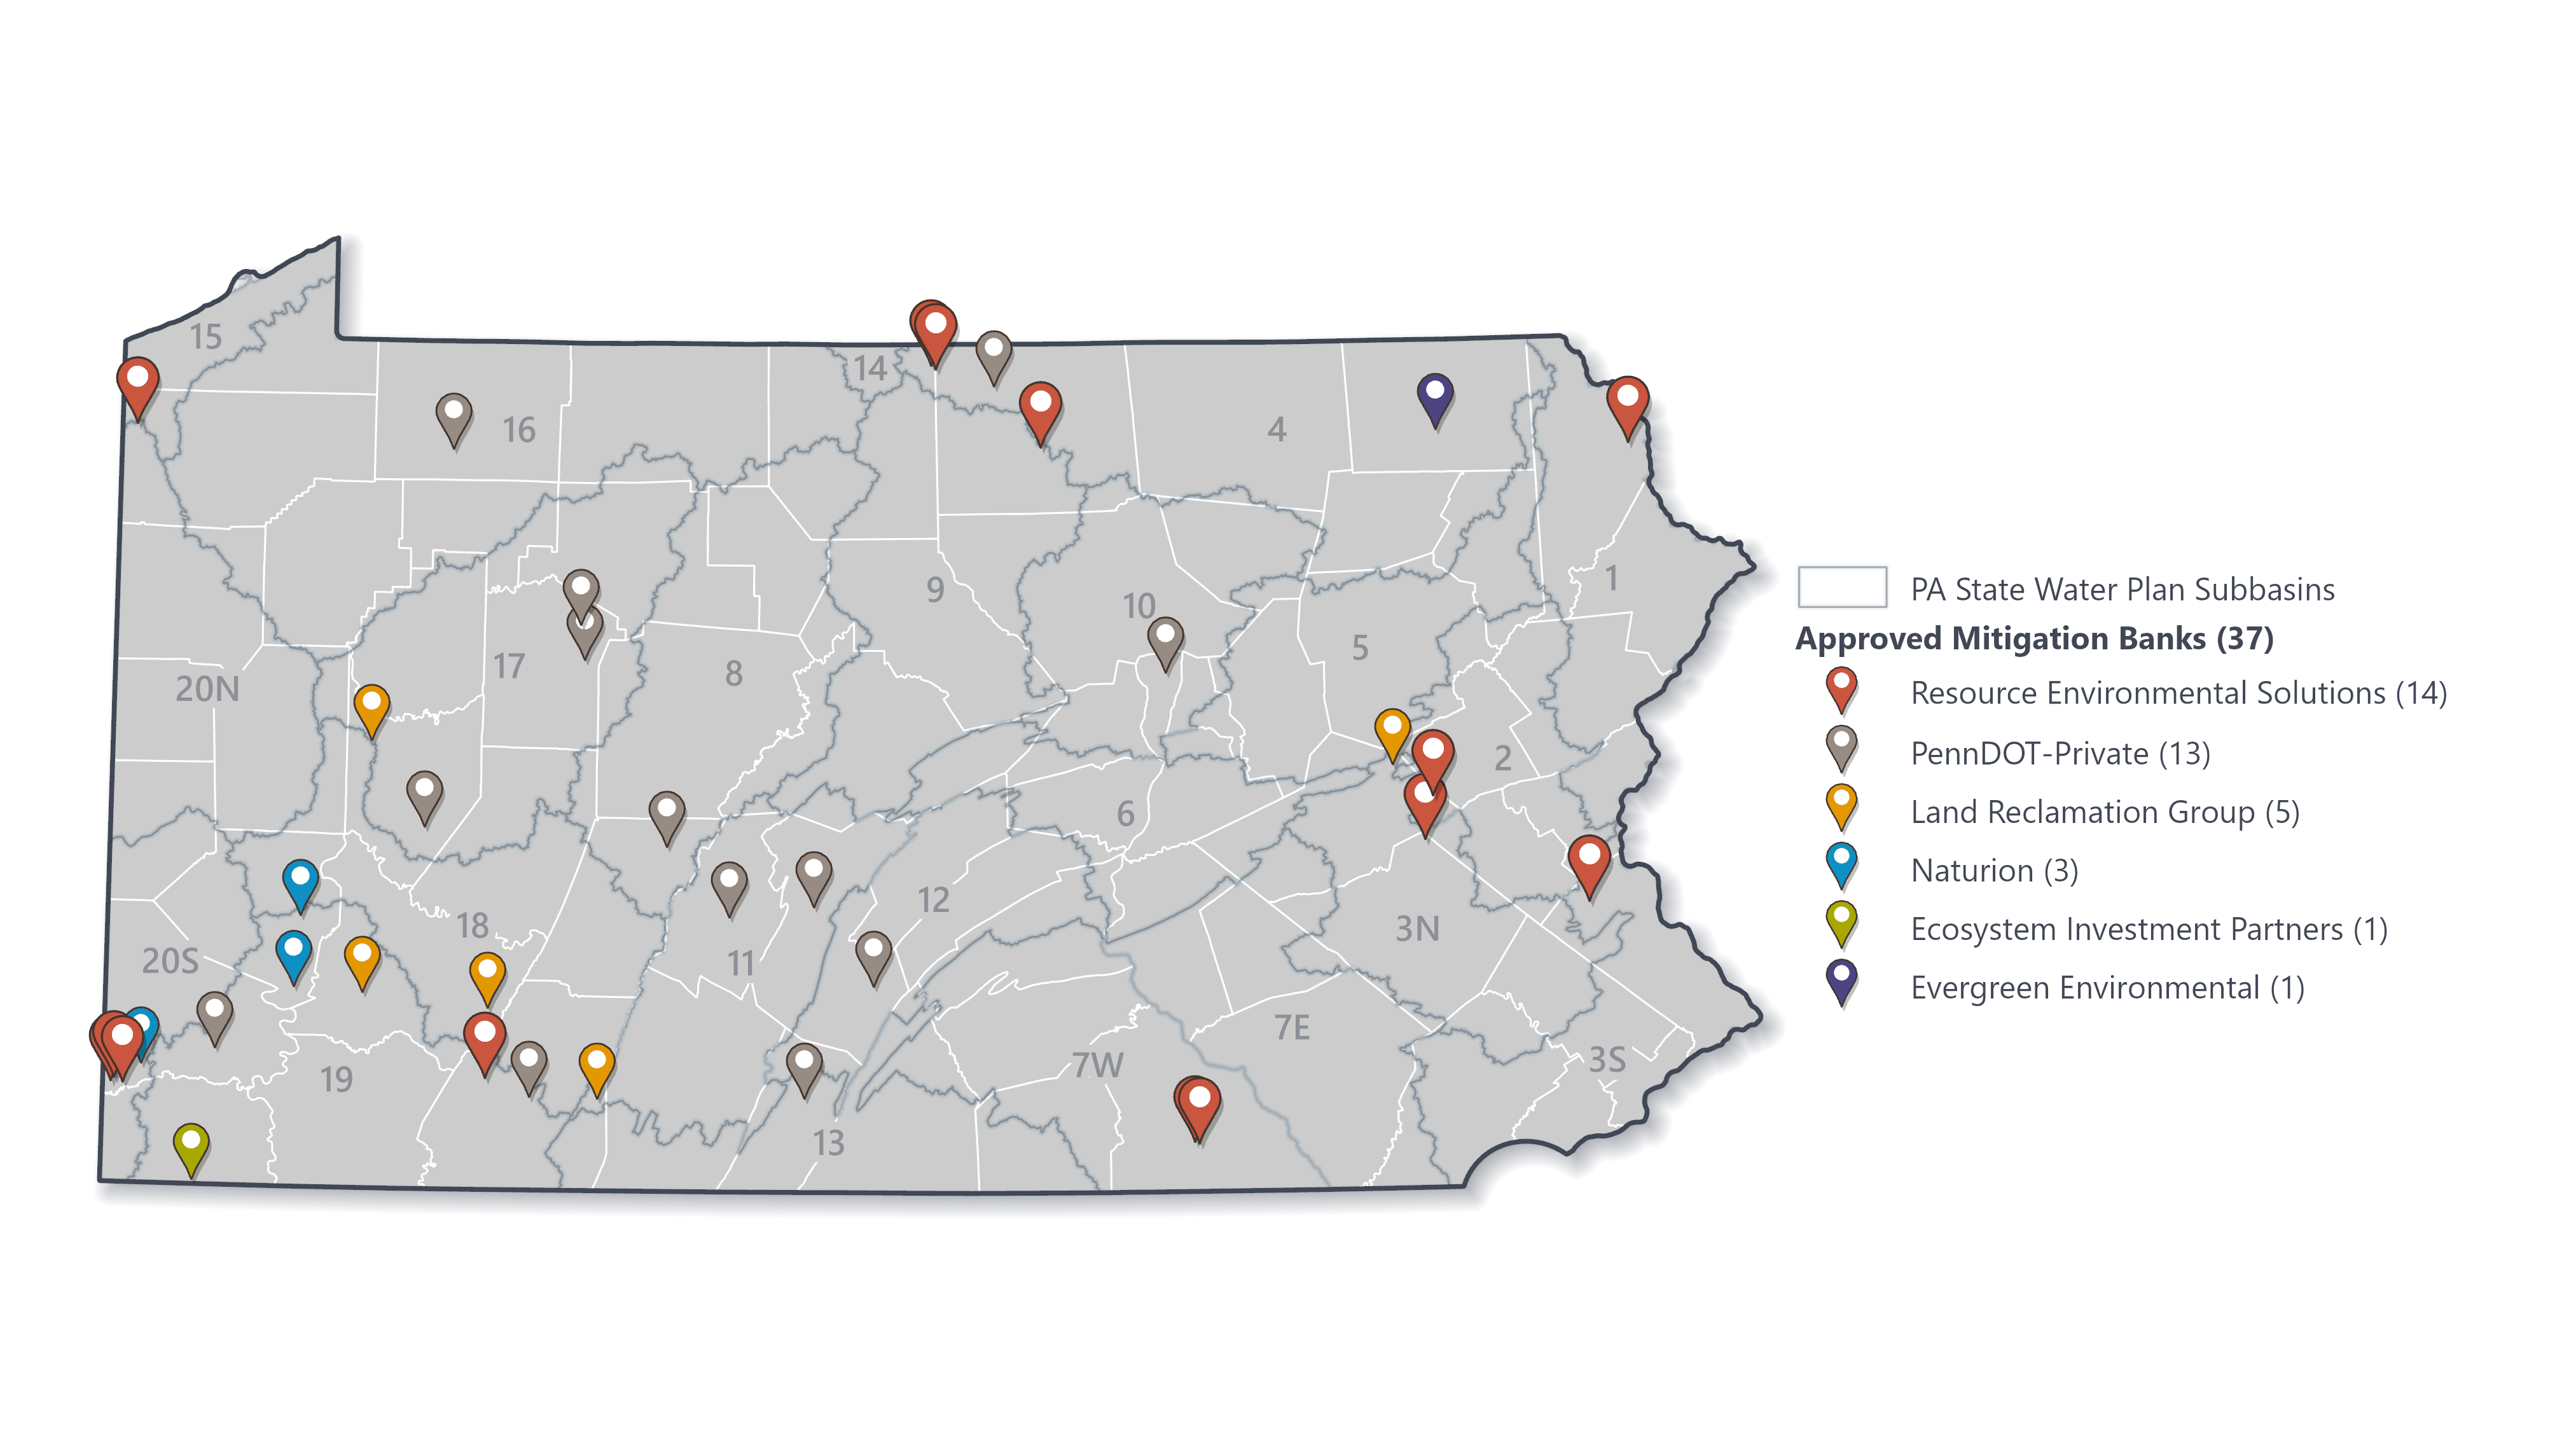 15
14
16
4
1
9
10
5
17
8
20N
2
6
12
18
3N
11
20S
7E
7W
3S
19
13
PA State Water Plan Subbasins
Approved Mitigation Banks (37)
Resource Environmental Solutions (14)
PennDOT-Private (13)
Land Reclamation Group (5)
Naturion (3)
Ecosystem Investment Partners (1)
Evergreen Environmental (1)